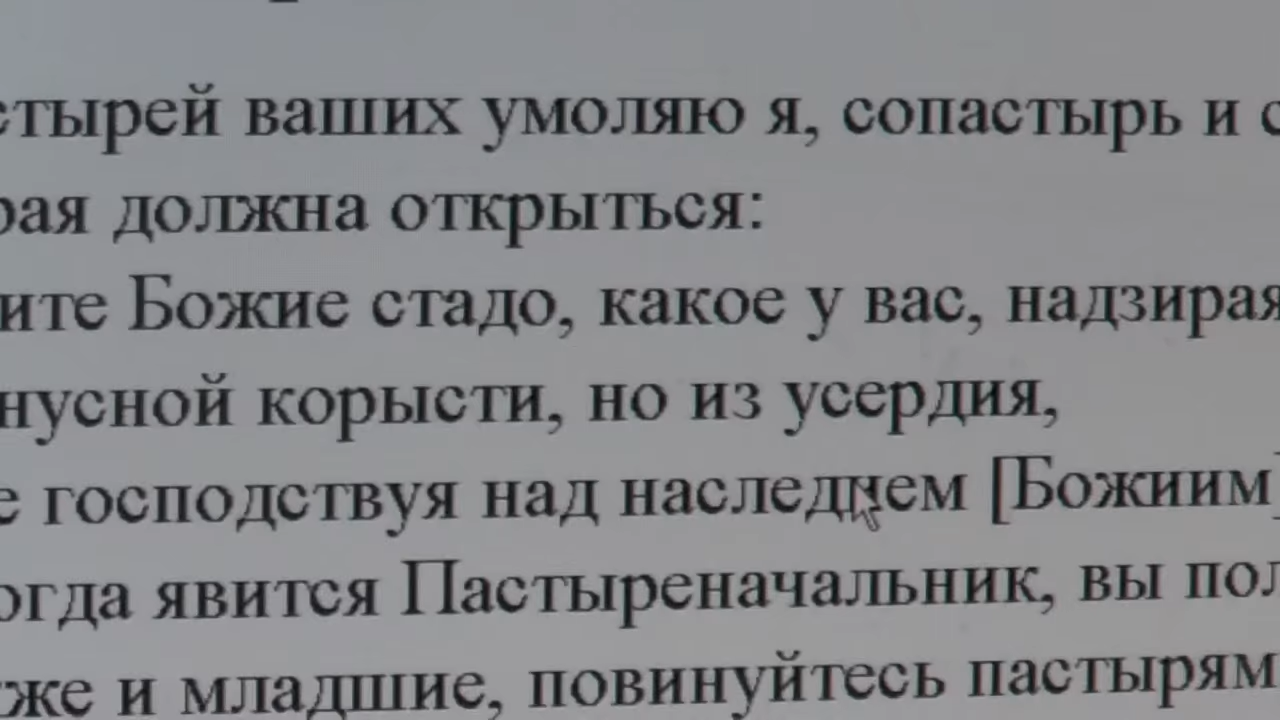 стырей ваших умоляю я, сопастырь и с
рая должна открыться:
ите Божие стадо, какое у вас, надзирая
нусной корысти, но из усердия,
е господствуя над наследием [Божиим]
огда явится Пастыреначальник, вы пол
же и младшие, повинуйтесь пастырям